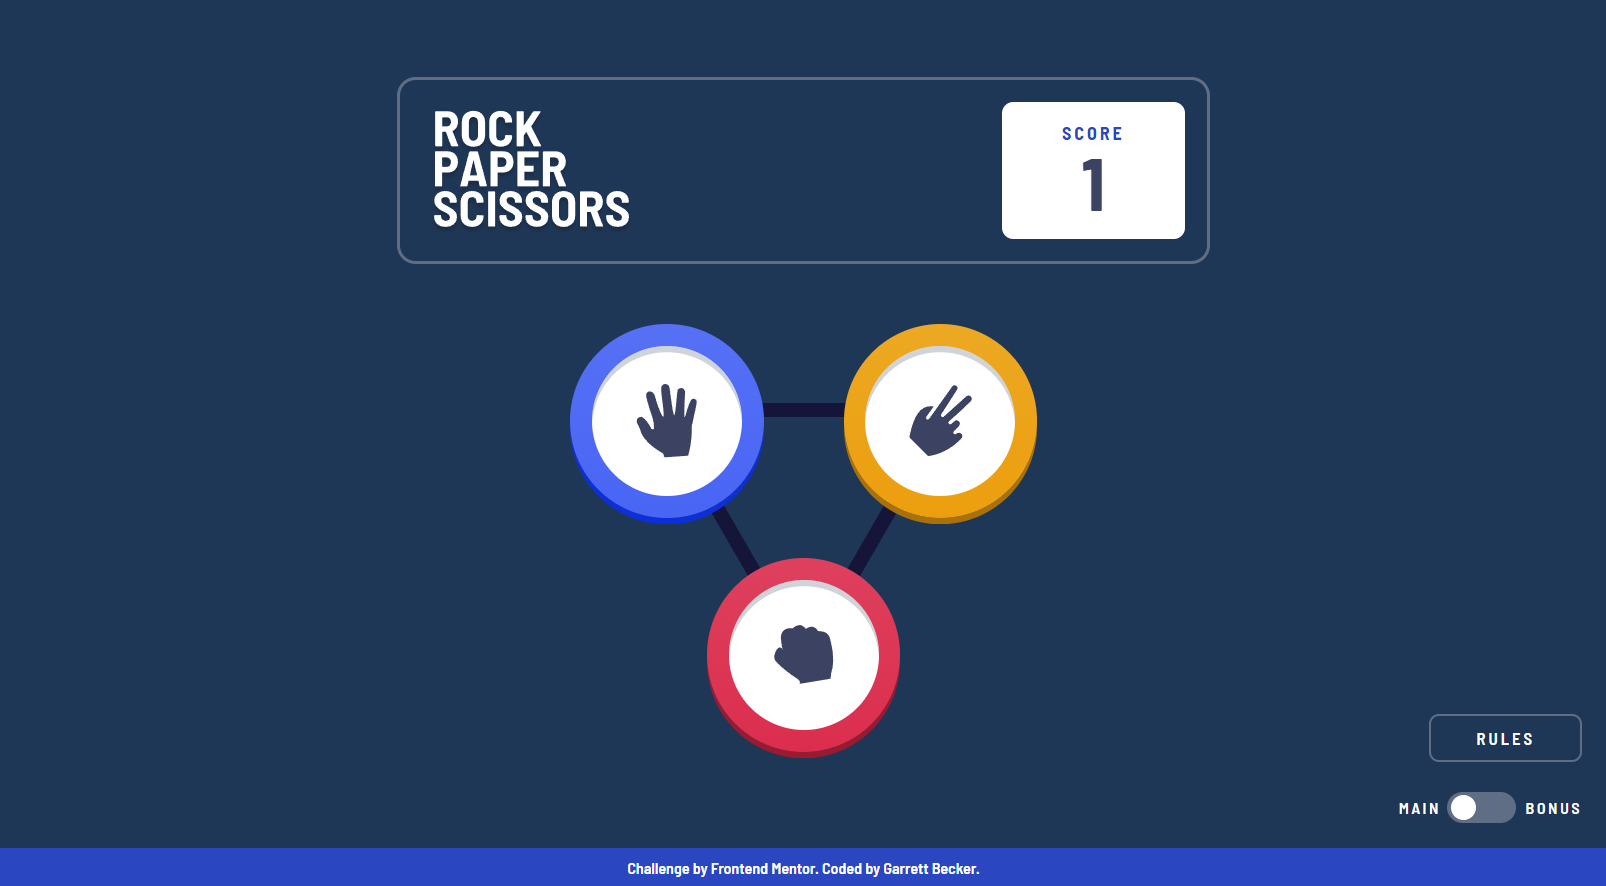 ROCK
PAPER
SCISSORS
SCORE
1
RULES
MAIN BONUS
Challenge by Frontend Mentor. Coded by Garrett Becker.